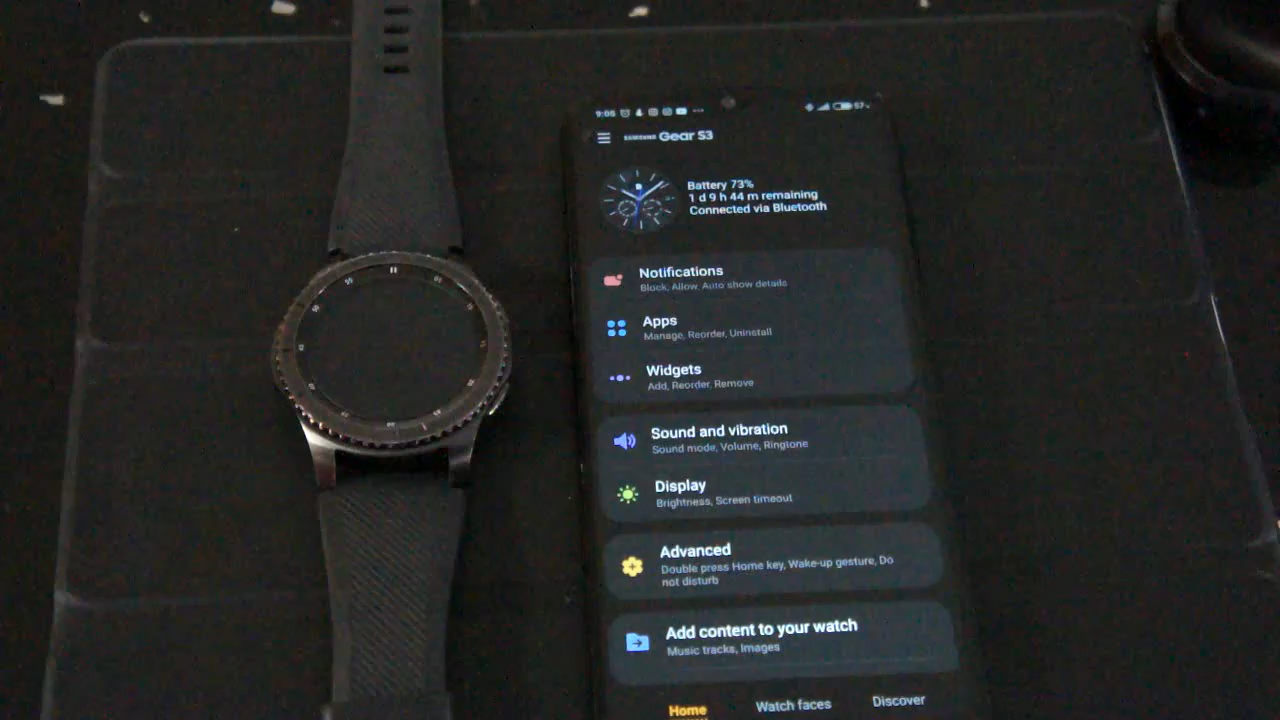 9:06 57
SAMSUNG Gear S3
Battery 73%
1 d 9 h 44 m remaining
Connected via Bluetooth
Notifications
Block, Allow, Auto show details
Apps
Manage, Reorder, Uninstall
Widgets
Add, Reorder, Remove
Sound and vibration
Sound mode, Volume, Ringtone
Display
Brightness, Screen timeout
Advanced
Double press Home key, Wake-up gesture, Do
not disturb
Add content to your watch
Music tracks, Images
Home Watch faces Discover